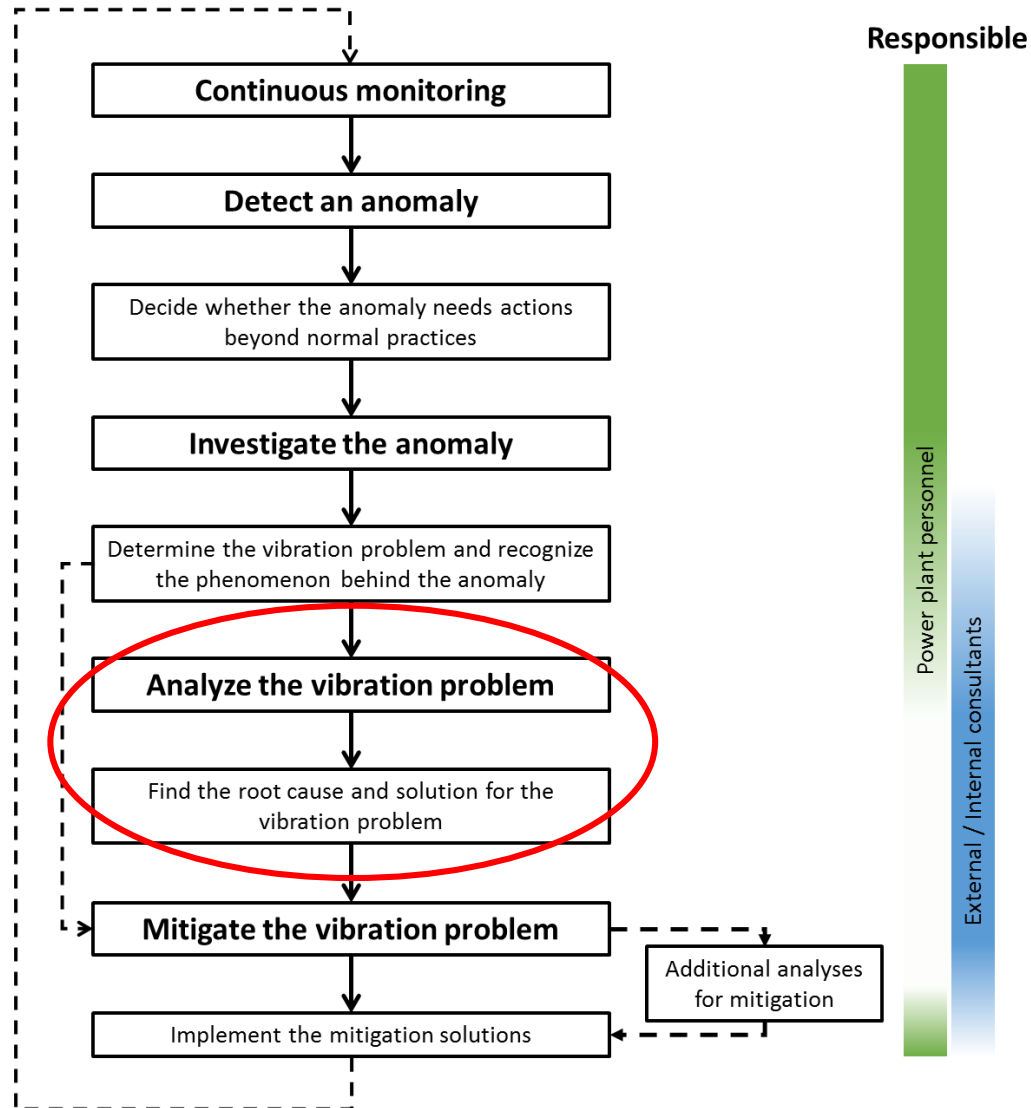 Responsible
Continuous monitoring
Detect an anomaly
Decide whether the anomaly needs actions
beyond normal practices
Investigate the anomaly
Determine the vibration problem and recognize
the phenomenon behind the anomaly
Analyze the vibration problem
Find the root cause and solution for the
vibration problem
Mitigate the vibration problem
Additional analyses
for mitigation
Implement the mitigation solutions
Power plant personnel
External / Internal consultants